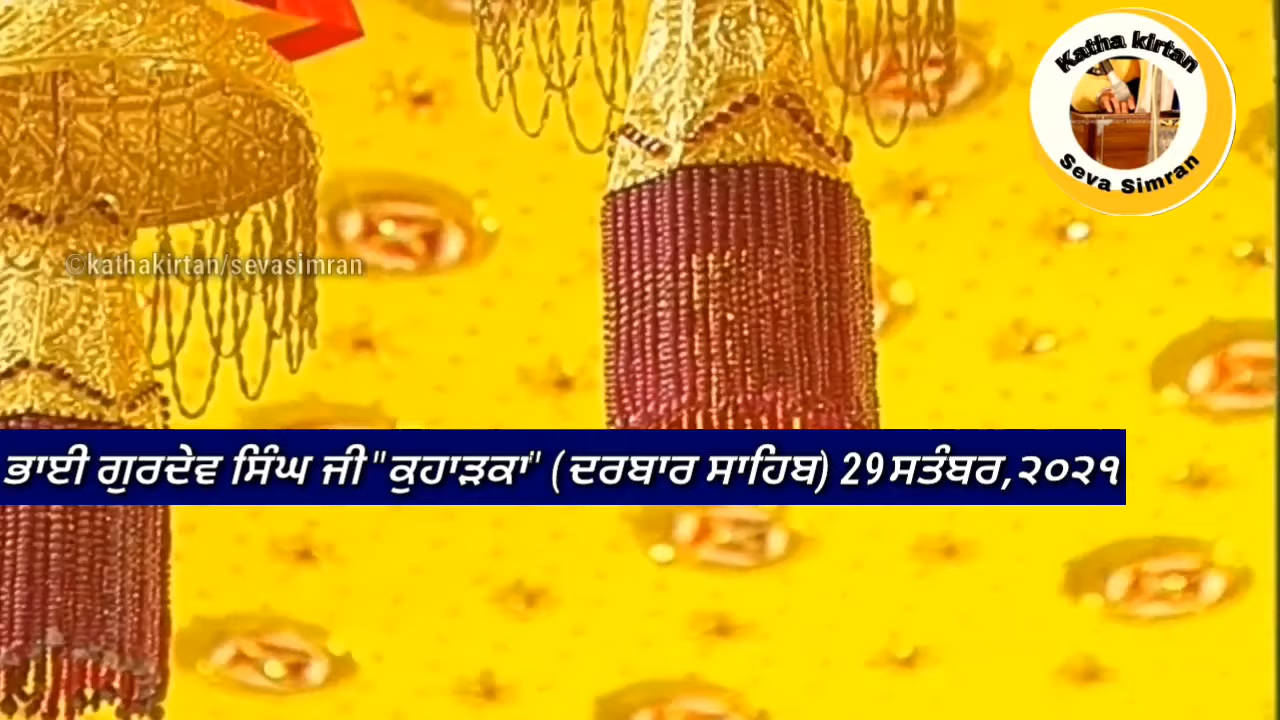 Katha kirtan
Seva Simran
©kathakirtan/sevasimran
ਭਾਈ ਗੁਰਦੇਵ ਸਿੰਘ ਜੀ "ਕੁਹਾੜਕਾ" (ਦਰਬਾਰ ਸਾਹਿਬ) 29 ਸਤੰਬਰ,੨੦੨੧